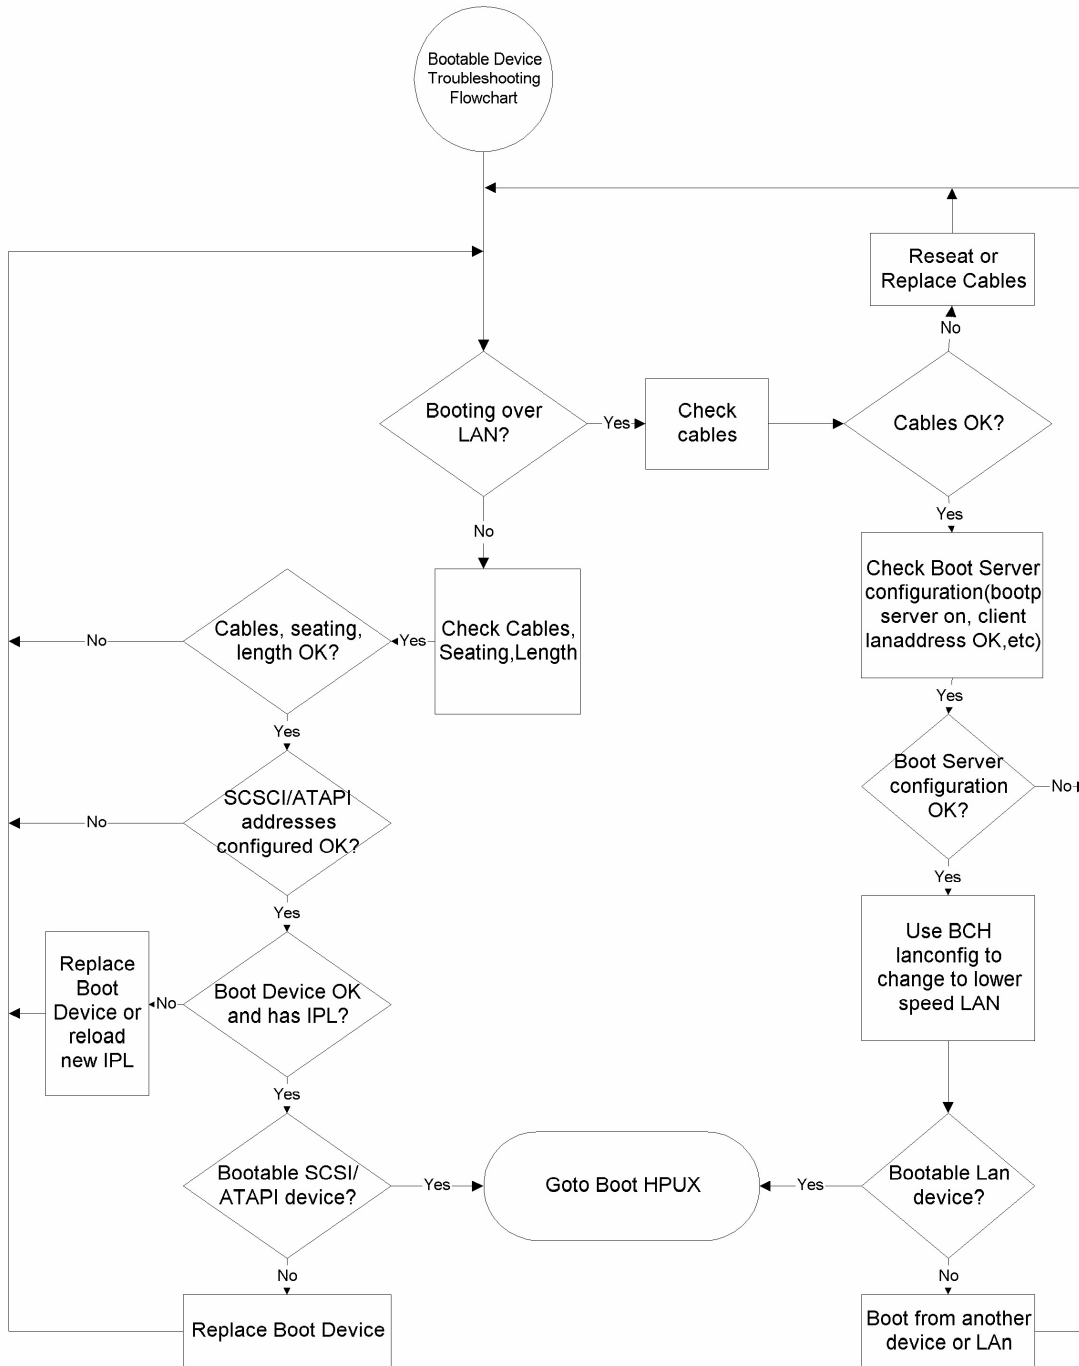 Bootable Device
Troubleshooting
Flowchart
Reseat or
Replace Cables
No
Booting over
LAN?
Yes
Check
cables
Cables OK?
No
Yes
Check Boot Server
configuration(bootp
server on, client
lanaddress OK,etc)
No
Cables, seating,
length OK?
Yes
Check Cables,
Seating,Length
Yes
Yes
SCSCI/ATAPI
addresses
configured OK?
No
Boot Server
configuration
OK?
No
Yes
Yes
Replace
Boot
Device or
reload
new IPL
No
Boot Device OK
and has IPL?
Use BCH
lanconfig to
change to lower
speed LAN
Yes
Bootable SCSI/
ATAPI device?
Yes
Goto Boot HPUX
Yes
Bootable Lan
device?
No
No
Replace Boot Device
Boot from another
device or LAn